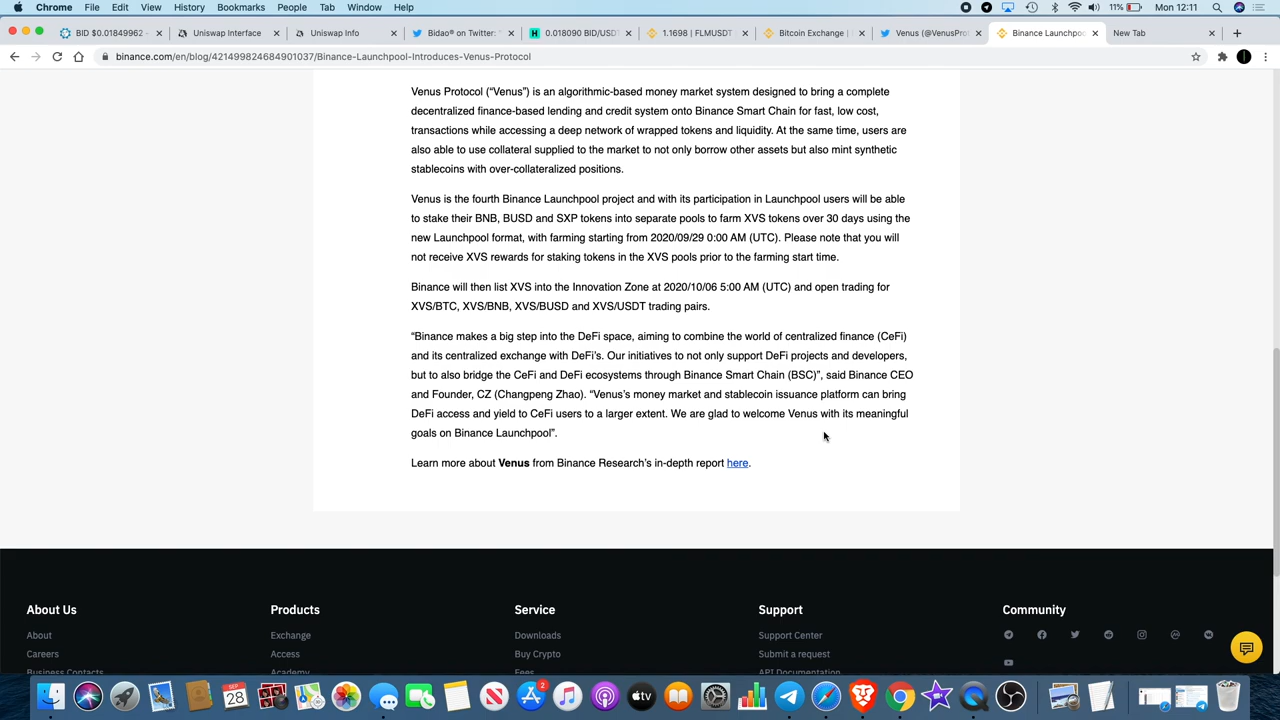 Chrome File Edit View History Bookmarks People Tab Window Help 11% Mon 12:11
BID $0.01849962 -
Uniswap Interface
Uniswap Info
Bidao® on Twitter: "
0.018090 BID/USDT
1.1698 | FLMUSDT
Bitcoin Exchange |
Venus (@VenusProt
Binance Launchpoo
New Tab
binance.com/en/blog/421499824684901037/Binance-Launchpool-Introduces-Venus-Protocol
Venus Protocol (“Venus”) is an algorithmic-based money market system designed to bring a complete
decentralized finance-based lending and credit system onto Binance Smart Chain for fast, low cost,
transactions while accessing a deep network of wrapped tokens and liquidity. At the same time, users are
also able to use collateral supplied to the market to not only borrow other assets but also mint synthetic
stablecoins with over-collateralized positions.
Venus is the fourth Binance Launchpool project and with its participation in Launchpool users will be able
to stake their BNB, BUSD and SXP tokens into separate pools to farm XVS tokens over 30 days using the
new Launchpool format, with farming starting from 2020/09/29 0:00 AM (UTC). Please note that you will
not receive XVS rewards for staking tokens in the XVS pools prior to the farming start time.
Binance will then list XVS into the Innovation Zone at 2020/10/06 5:00 AM (UTC) and open trading for
XVS/BTC, XVS/BNB, XVS/BUSD and XVS/USDT trading pairs.
“Binance makes a big step into the DeFi space, aiming to combine the world of centralized finance (CeFi)
and its centralized exchange with DeFi’s. Our initiatives to not only support DeFi projects and developers,
but to also bridge the CeFi and DeFi ecosystems through Binance Smart Chain (BSC)”, said Binance CEO
and Founder, CZ (Changpeng Zhao). “Venus’s money market and stablecoin issuance platform can bring
DeFi access and yield to CeFi users to a larger extent. We are glad to welcome Venus with its meaningful
goals on Binance Launchpool”.
Learn more about Venus from Binance Research’s in-depth report here.
About Us
About
Careers
Business Contacts
Products
Exchange
Access
Academy
Service
Downloads
Buy Crypto
Fees
Support
Support Center
Submit a request
API Documentation
Community
SEP
28
2
tv